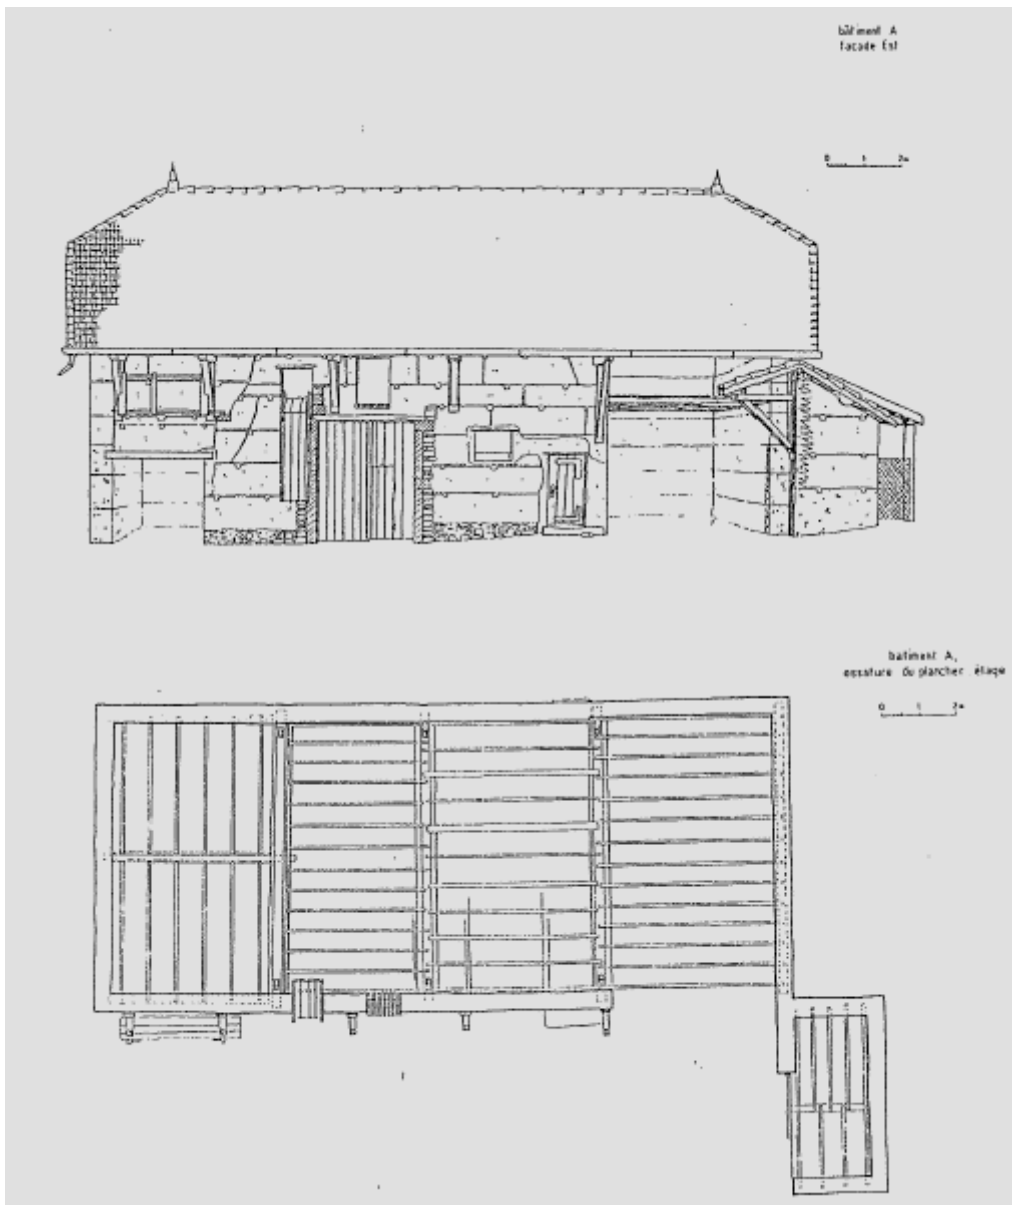 bâtiment A
façade Est
0 1 2m
bâtiment A,
ossature du plancher étage
0 1 2m